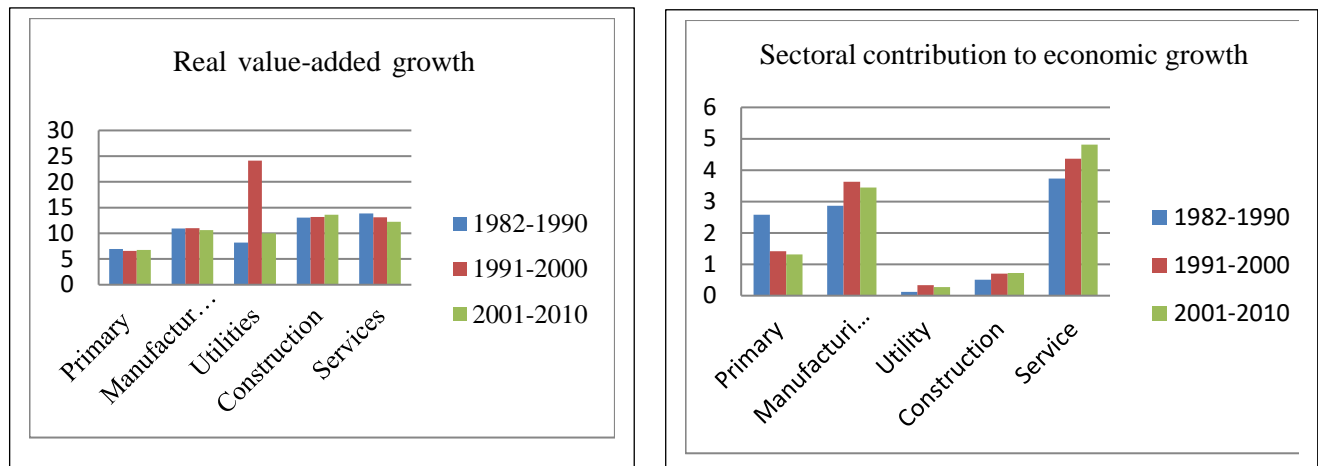 Real value-added growth
30
25
20
15
10
5
0
Primary
Manufactur...
Utilities
Construction
Services
1982-1990
1991-2000
2001-2010
Sectoral contribution to economic growth
6
5
4
3
2
1
0
Primary
Manufacturi...
Utility
Construction
Service
1982-1990
1991-2000
2001-2010